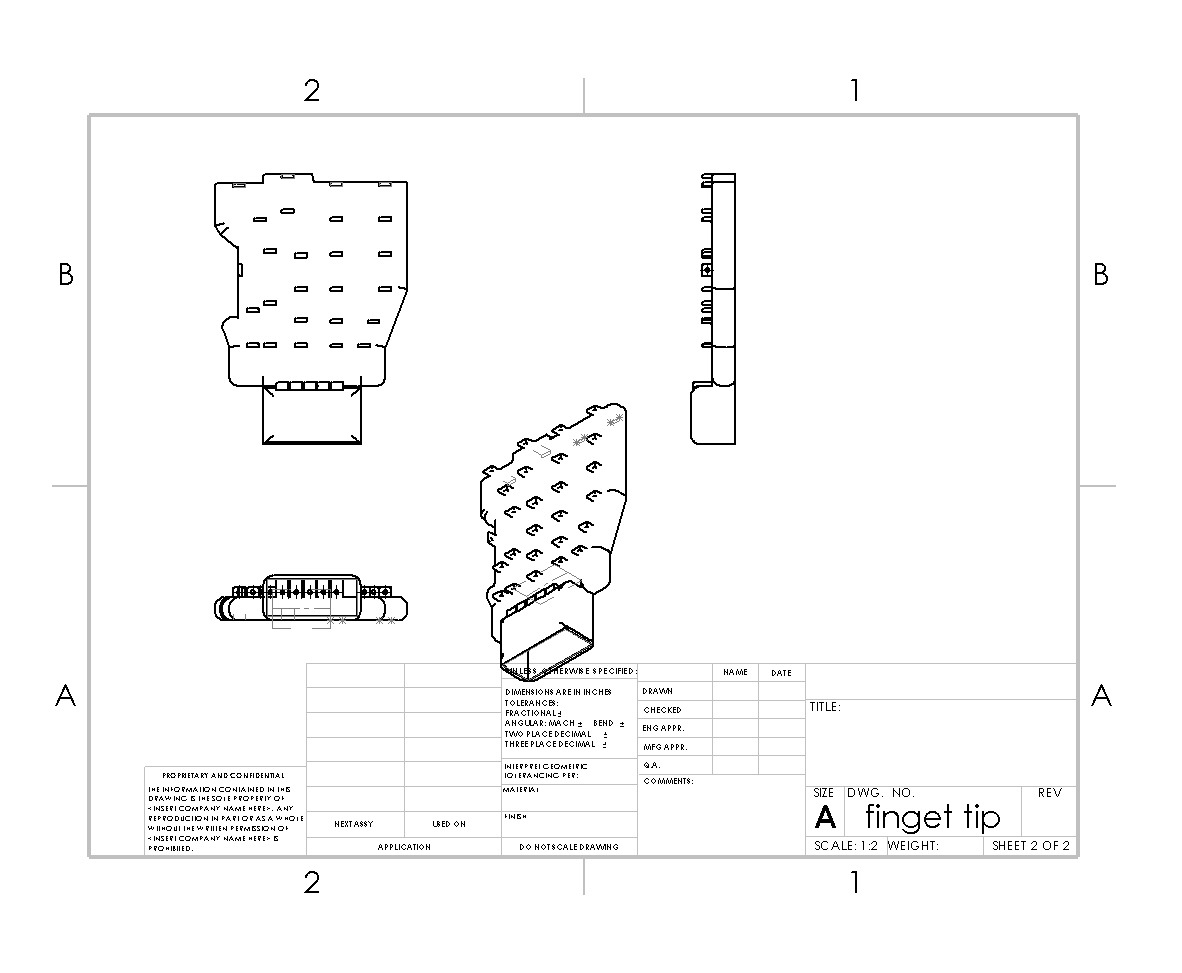 2
1
B
B
A
A
UNLESS OTHERWISE SPECIFIED:
DIMENSIONS ARE IN INCHES
TOLERANCES:
FRACTIONAL ±
ANGULAR: MACH ± BEND ±
TWO PLACE DECIMAL ±
THREE PLACE DECIMAL ±
INTERPRET GEOMETRIC
TOLERANCING PER:
MATERIAL
FINISH
DO NOT SCALE DRAWING
NAME
DATE
DRAWN
CHECKED
ENG APPR.
MFG APPR.
Q.A.
COMMENTS:
TITLE:
SIZE
A
DWG. NO.
finget tip
REV
SCALE: 1:2
WEIGHT:
SHEET 2 OF 2
PROPRIETARY AND CONFIDENTIAL
THE INFORMATION CONTAINED IN THIS
DRAWING IS THE SOLE PROPERTY OF
<INSERT COMPANY NAME HERE>. ANY
REPRODUCTION IN PART OR AS A WHOLE
WITHOUT THE WRITTEN PERMISSION OF
<INSERT COMPANY NAME HERE> IS
PROHIBITED.
NEXT ASSY
USED ON
APPLICATION
2
1